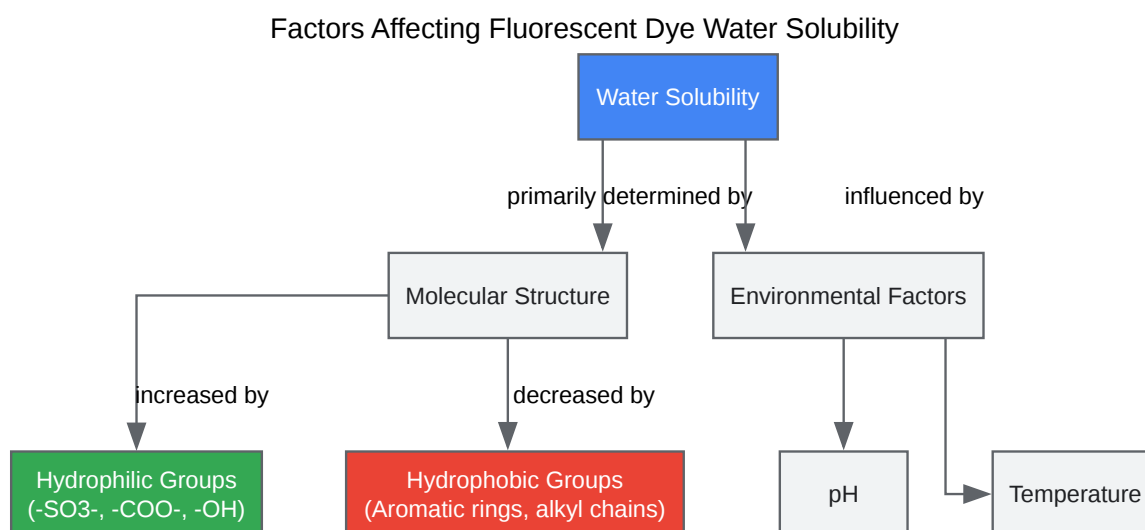 Factors Affecting Fluorescent Dye Water Solubility
Water Solubility
primarily determined by
influenced by
Molecular Structure
Environmental Factors
increased by
decreased by
Hydrophilic Groups
(-SO3-, -COO-, -OH)
Hydrophobic Groups
(Aromatic rings, alkyl chains)
pH
Temperature